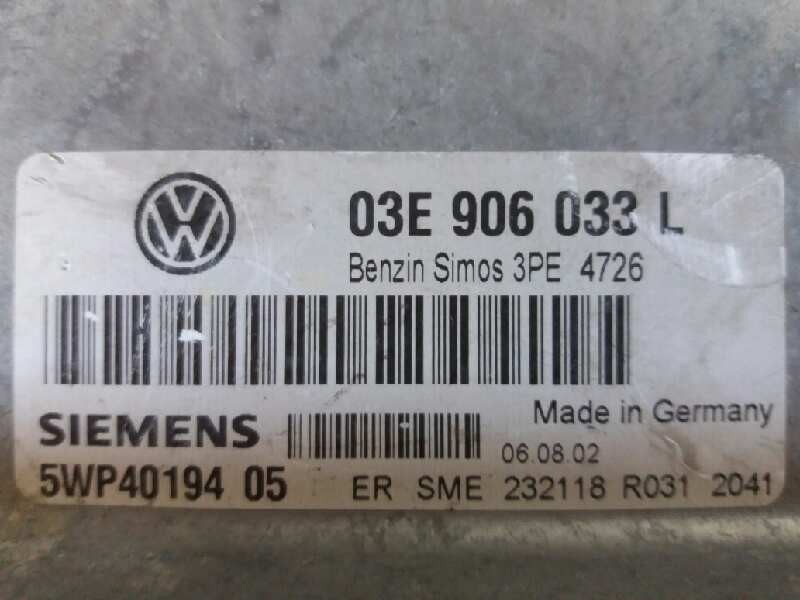 03E 906 033 L
Benzin Simos 3PE 4726
SIEMENS
Made in Germany
06.08.02
5WP40194 05 ER SME 232118 R031 2041